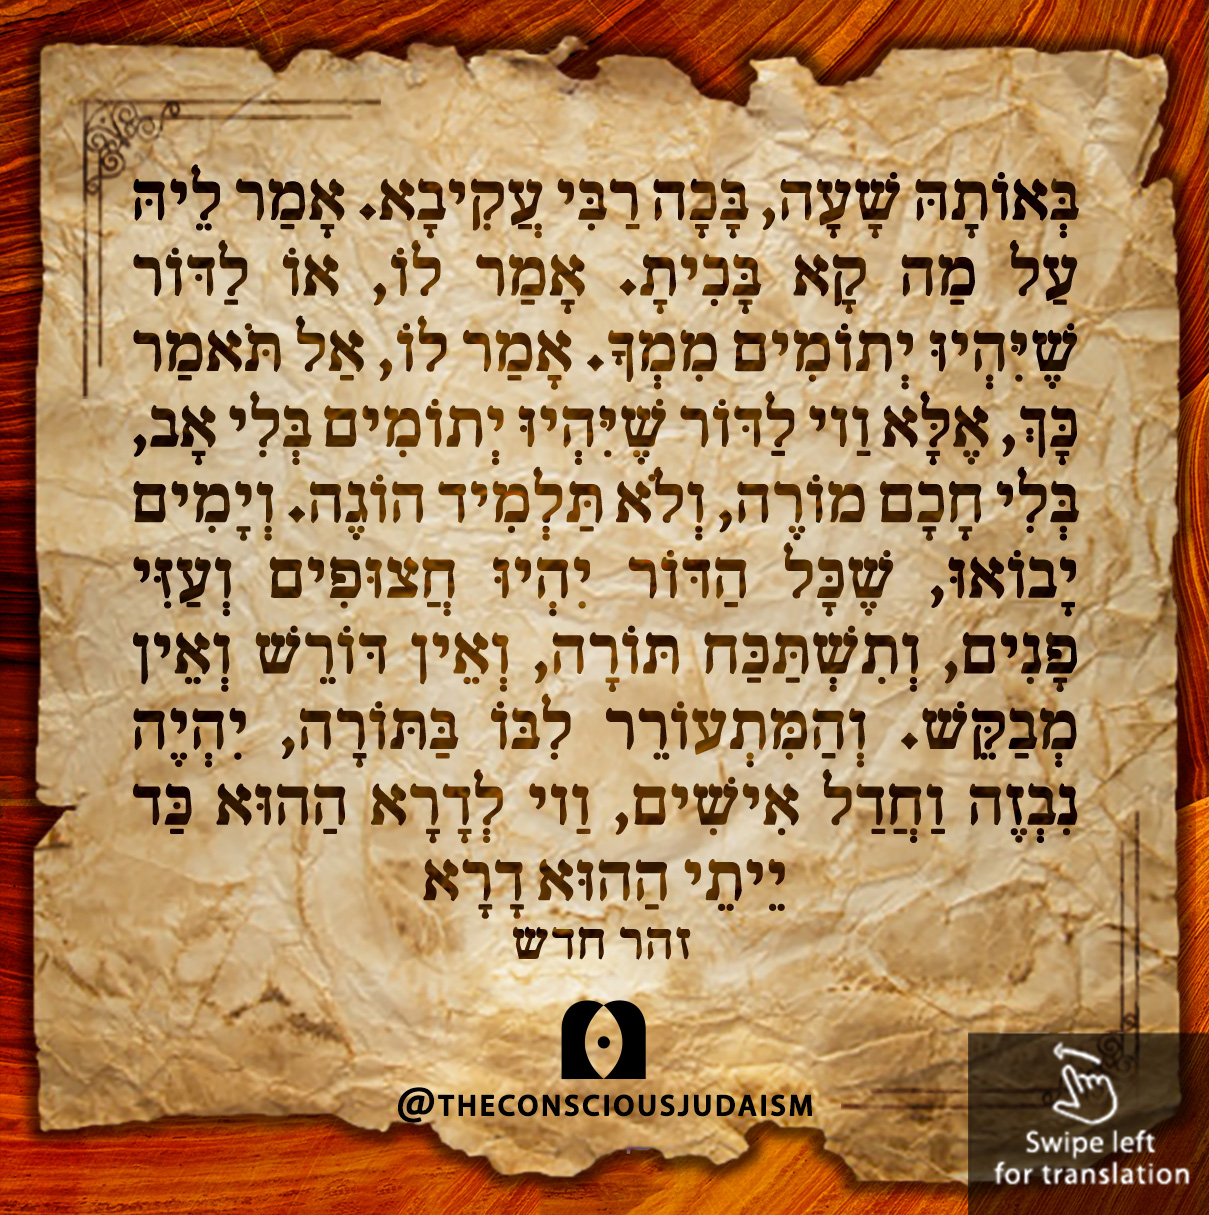 בְּאוֹתָהּ שָׁעָה, בָּכָה רַבִּי עֲקִיבָא. אָמַר לֵיהּ
עַל מַה קָא בָּכִיתָ. אָמַר לוֹ, אוֹ לַדּוֹר
שֶׁיִּהְיוּ יְתוֹמִים מִמְךָ. אָמַר לוֹ, אַל תֹּאמַר
כָּךְ, אֶלָּא וַוי לַדּוֹר שֶׁיִּהְיוּ יְתוֹמִים בְּלִי אָב,
בְּלִי חָכָם מוֹרֶה, וְלֹא תַּלְמִיד הוֹגֶה. וְיָמִים
יָבוֹאוּ, שֶׁכָּל הַדּוֹר יִהְיוּ חֲצוּפִים וְעַזֵּי
פָנִים, וְתִשְׁתַּכַּח תּוֹרָה, וְאֵין דּוֹרֵשׁ וְאֵין
מְבַקֵּשׁ. וְהַמִּתְעוֹרֵר לִבּוֹ בַּתּוֹרָה, יִהְיֶה
נִבְזֶה וַחֲדַל אִישִׁים, וַוי לְדָרָא הַהוּא כַּד
יֵיתֵי הַהוּא דָרָא
זהר חדש
@THECONSCIOUSJUDAISM
Swipe left
for translation